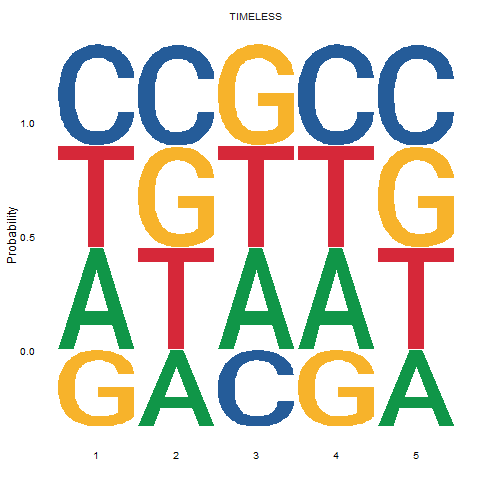 TIMELESS
CCGCC
1.0
TGTTG
Probability
0.5
ATAAT
0.0
GACGA
1 2 3 4 5